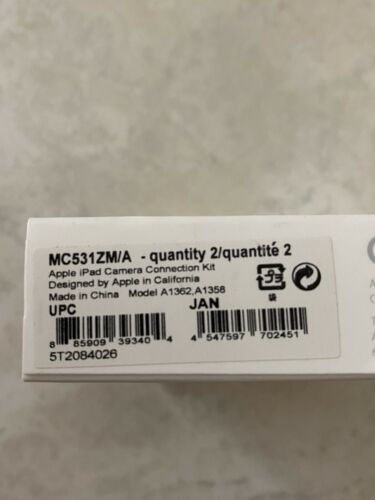 MC531ZM/A - quantity 2/quantité 2
Apple iPad Camera Connection Kit
Designed by Apple in California
Made in China Model A1362,A1358
UPC JAN
8 85909 39340 4 4 547597 702451
5T2084026